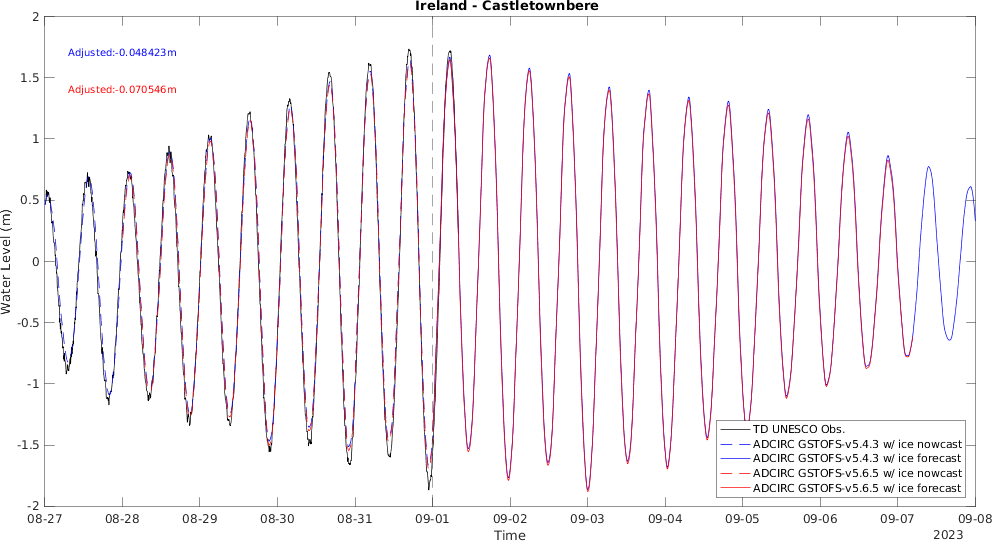 Ireland - Castletownbere
Adjusted:-0.048423m
Adjusted:-0.070546m
Water Level (m)
2
1.5
1
0.5
0
-0.5
-1
-1.5
-2
TD UNESCO Obs.
ADCIRC GSTOFS-v5.4.3 w/ ice nowcast
ADCIRC GSTOFS-v5.4.3 w/ ice forecast
ADCIRC GSTOFS-v5.6.5 w/ ice nowcast
ADCIRC GSTOFS-v5.6.5 w/ ice forecast
08-27 08-28 08-29 08-30 08-31 09-01 09-02 09-03 09-04 09-05 09-06 09-07 09-08
Time
2023